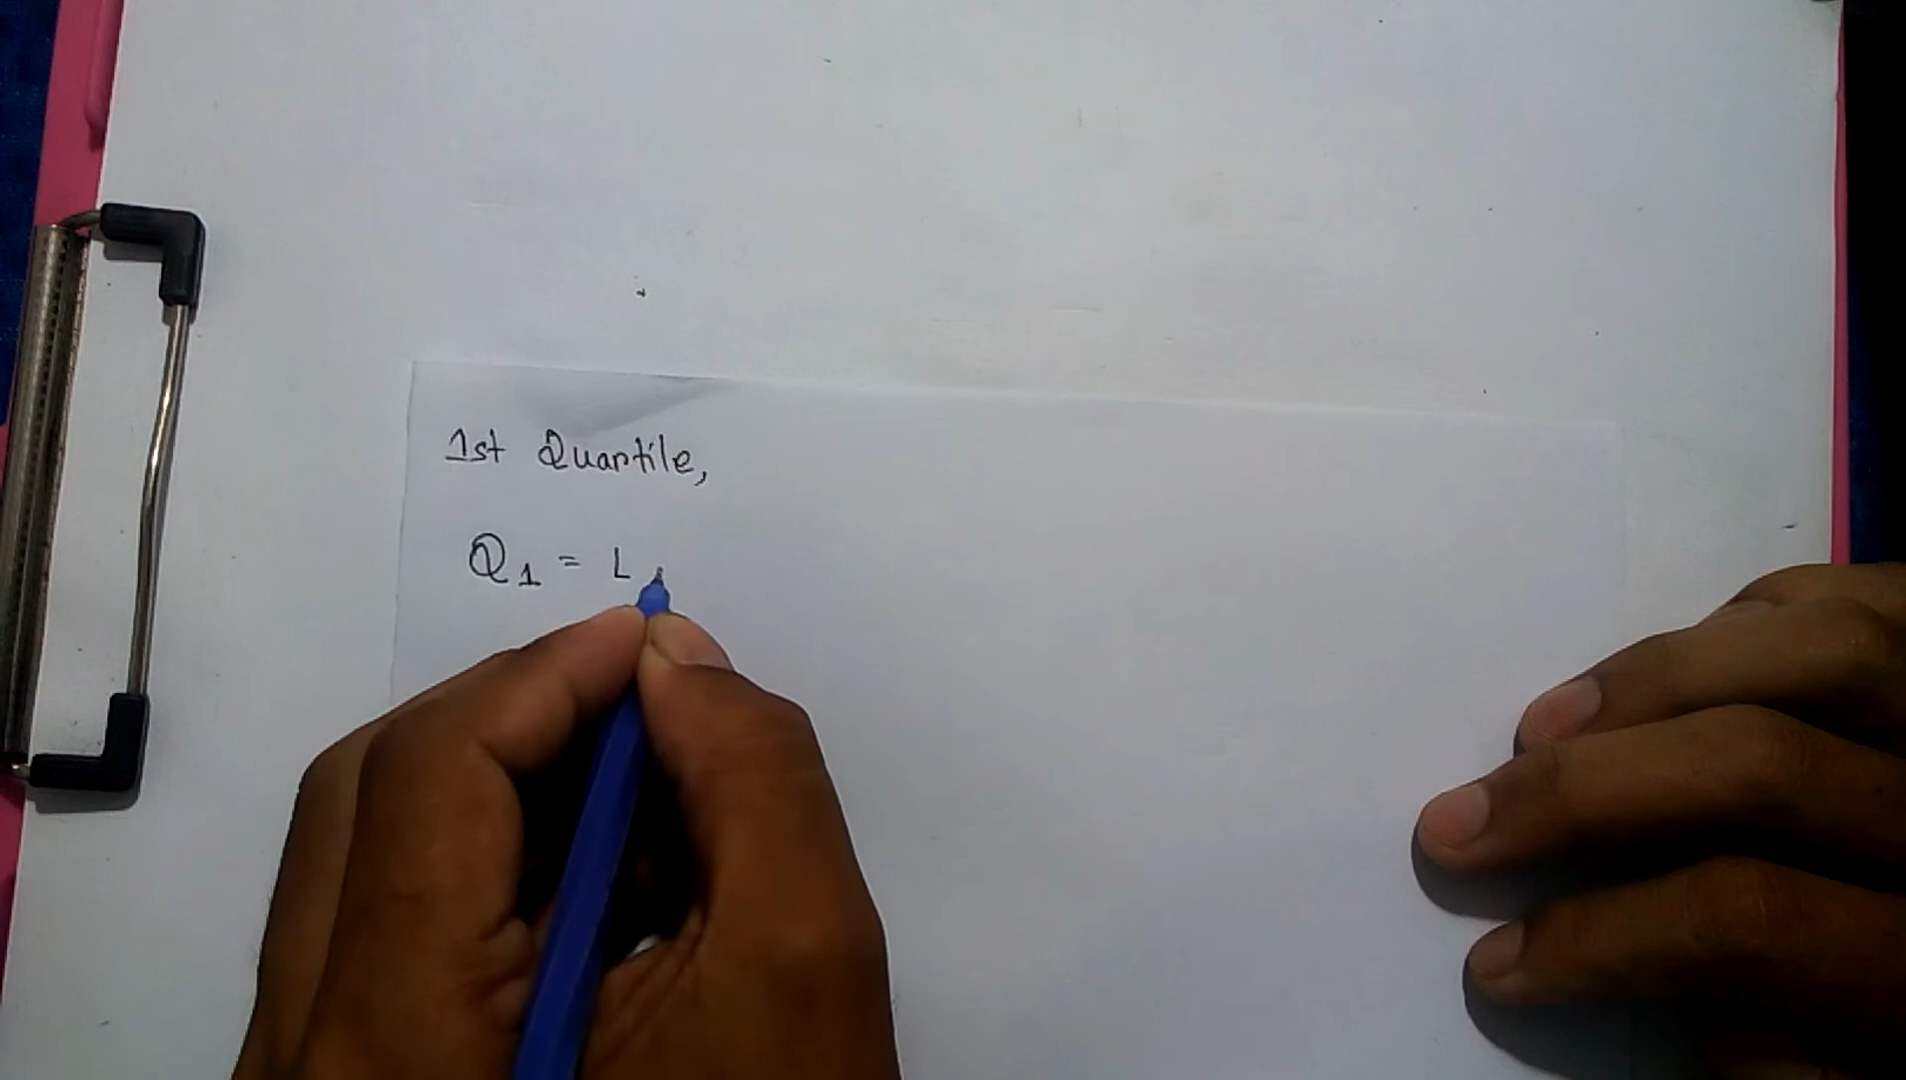 1st Quartile,
Q₁ = L